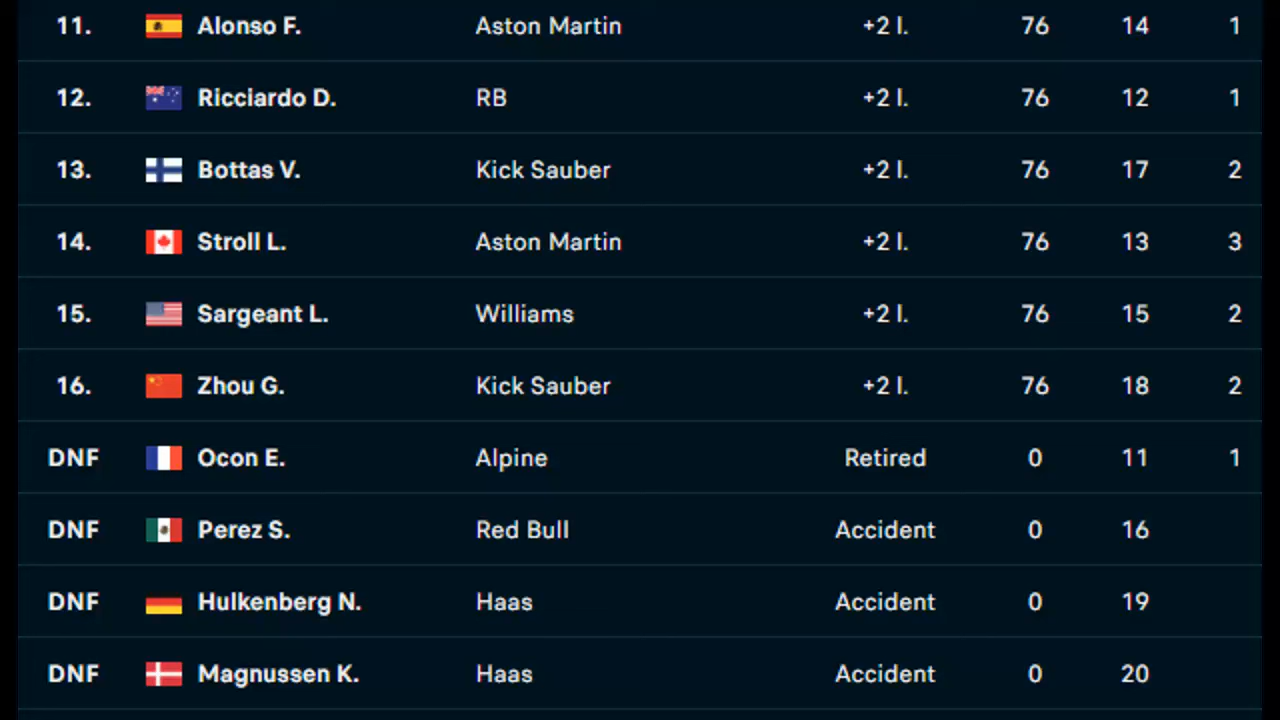 11. Alonso F. Aston Martin +2 l. 76 14 1
12. Ricciardo D. RB +2 l. 76 12 1
13. Bottas V. Kick Sauber +2 l. 76 17 2
14. Stroll L. Aston Martin +2 l. 76 13 3
15. Sargeant L. Williams +2 l. 76 15 2
16. Zhou G. Kick Sauber +2 l. 76 18 2
DNF Ocon E. Alpine Retired 0 11 1
DNF Perez S. Red Bull Accident 0 16
DNF Hulkenberg N. Haas Accident 0 19
DNF Magnussen K. Haas Accident 0 20